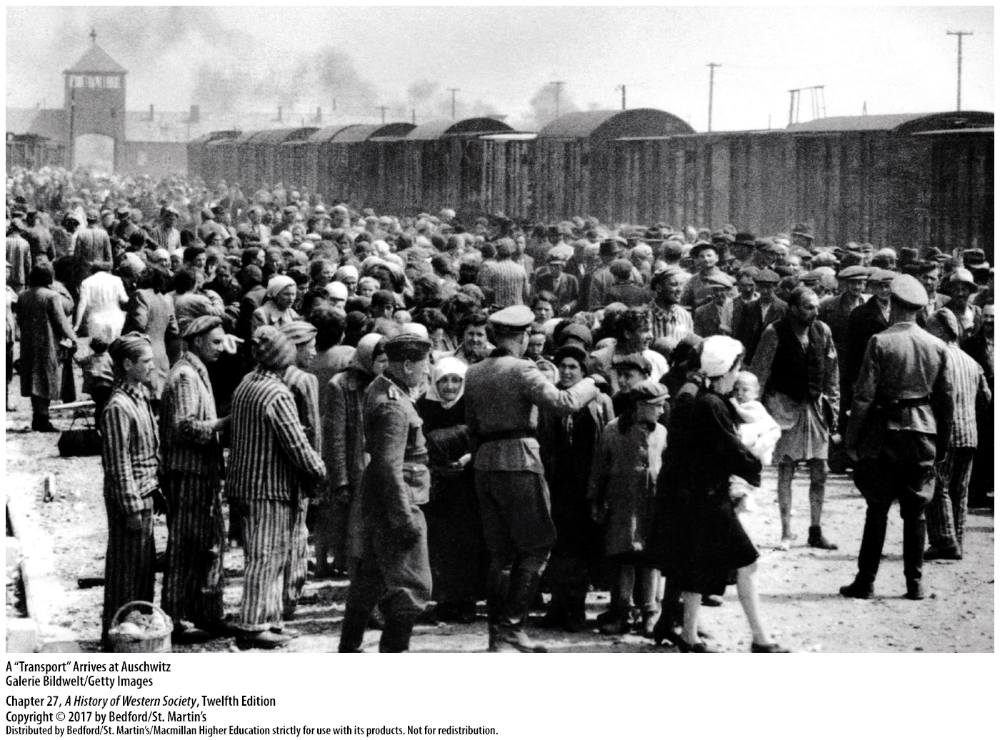 A “Transport” Arrives at Auschwitz
Galerie Bildwelt/Getty Images
Chapter 27, A History of Western Society, Twelfth Edition
Copyright © 2017 by Bedford/St. Martin’s
Distributed by Bedford/St. Martin’s/Macmillan Higher Education strictly for use with its products. Not for redistribution.